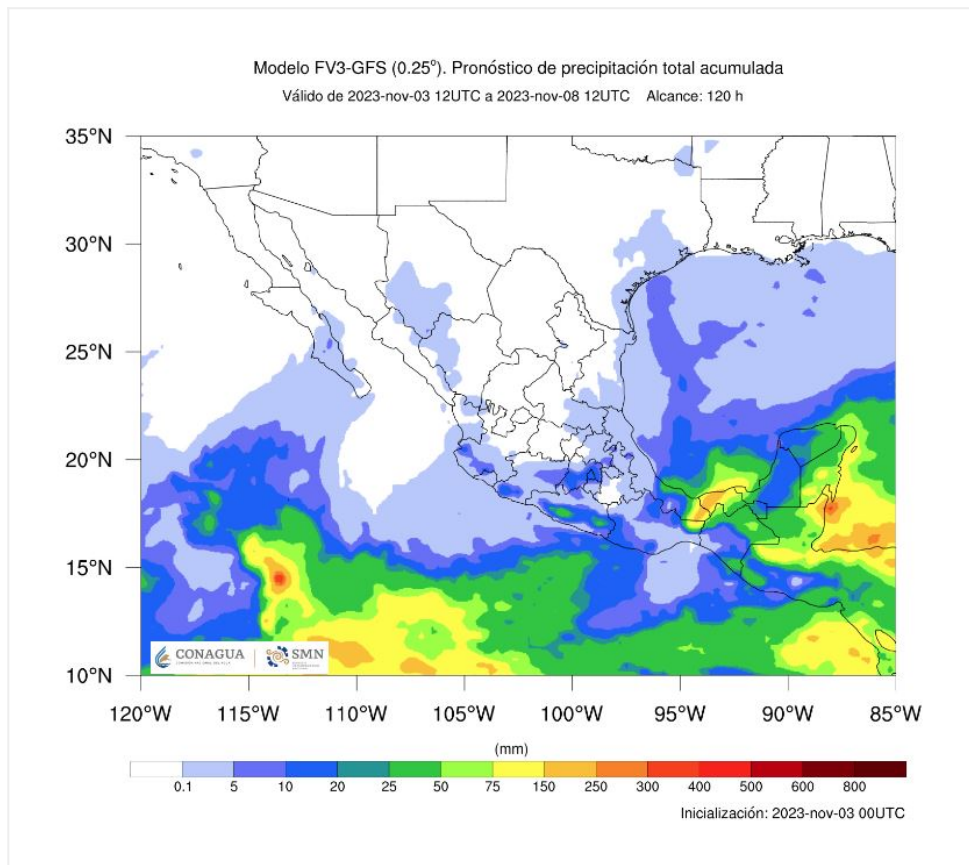 Modelo FV3-GFS (0.25°). Pronóstico de precipitación total acumulada
Válido de 2023-nov-03 12UTC a 2023-nov-08 12UTC Alcance: 120 h
35°N
30°N
25°N
20°N
15°N
10°N
CONAGUA
SMN
120°W 115°W 110°W 105°W 100°W 95°W 90°W 85°W
(mm)
0.1 5 10 20 25 50 75 150 250 300 400 500 600 800
Inicialización: 2023-nov-03 00UTC